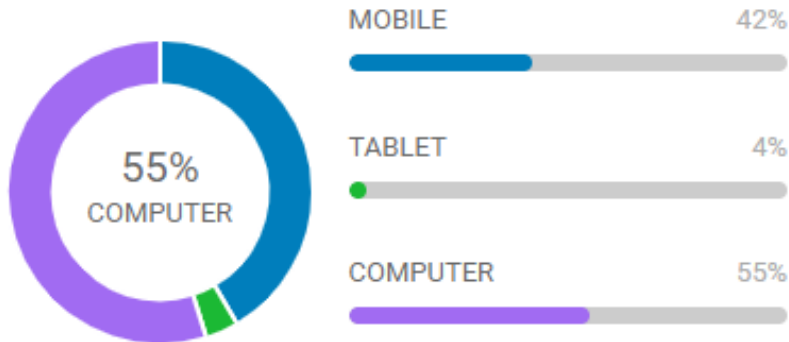 55%
COMPUTER
MOBILE 42%
TABLET 4%
COMPUTER 55%